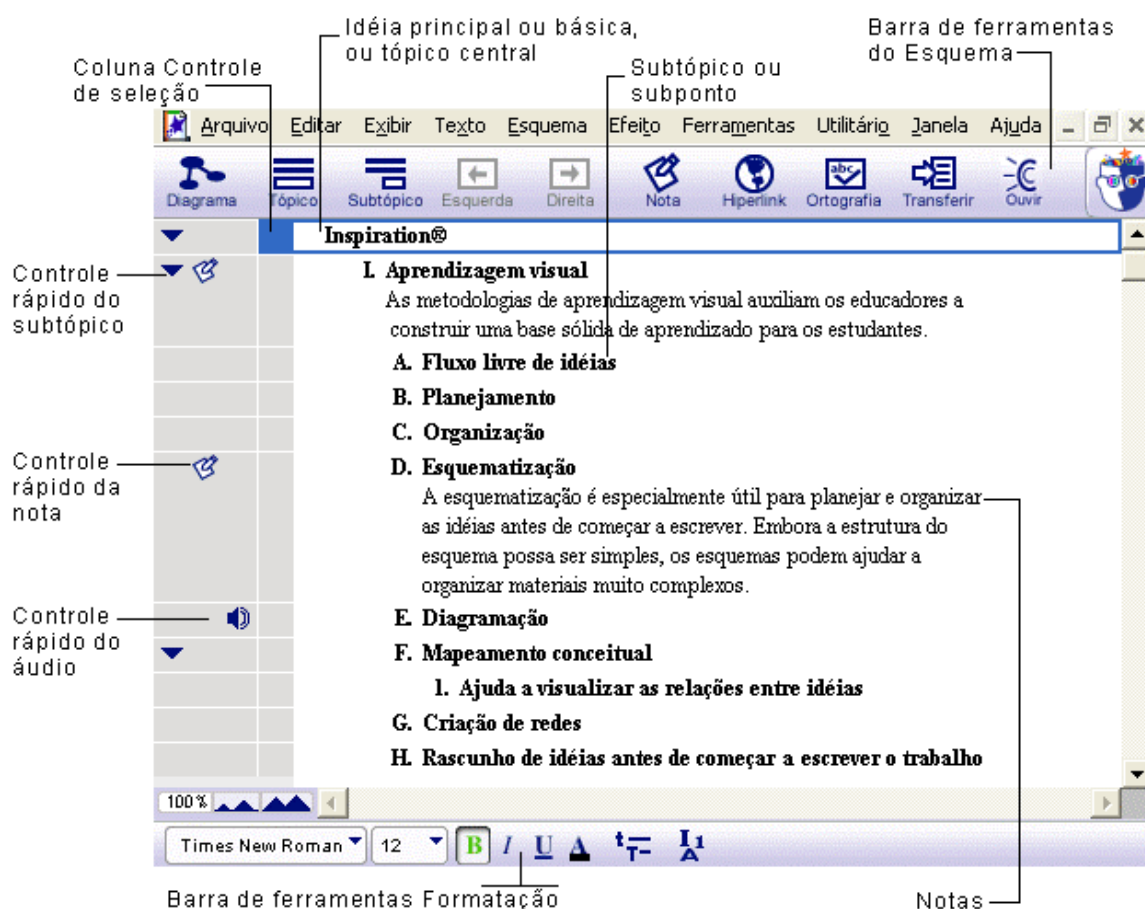 Idéia principal ou básica,
ou tópico central
Barra de ferramentas
do Esquema
Coluna Controle
de seleção
Subtópico ou
subponto
Arquivo Editar Exibir Texto Esquema Efeito Ferramentas Utilitário Janela Ajuda
Diagrama Tópico Subtópico Esquerda Direita Nota Hiperlink Ortografia Transferir Ouvir
Inspiration®
Controle
rápido do
subtópico
I. Aprendizagem visual
As metodologias de aprendizagem visual auxiliam os educadores a
construir uma base sólida de aprendizado para os estudantes.
A. Fluxo livre de idéias
B. Planejamento
C. Organização
Controle
rápido da
nota
D. Esquematização
A esquematização é especialmente útil para planejar e organizar
as idéias antes de começar a escrever. Embora a estrutura do
esquema possa ser simples, os esquemas podem ajudar a
organizar materiais muito complexos.
Controle
rápido do
áudio
E. Diagramação
F. Mapeamento conceitual
1. Ajuda a visualizar as relações entre idéias
G. Criação de redes
H. Rascunho de idéias antes de começar a escrever o trabalho
100%
Times New Roman 12 B I U A
Barra de ferramentas Formatação
Notas